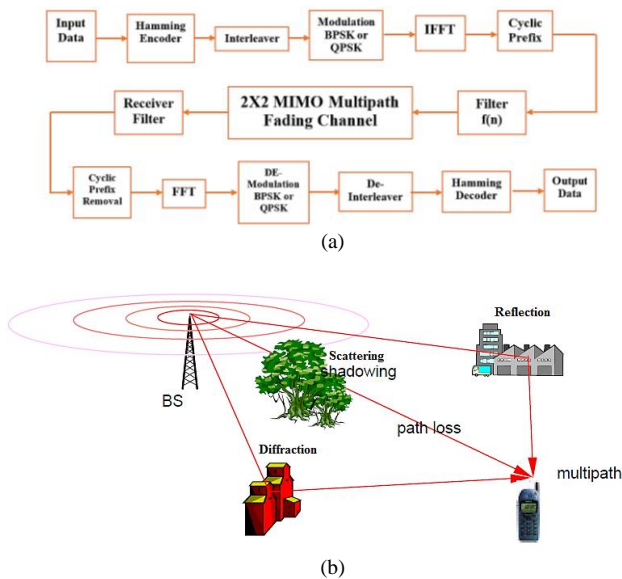 Input
Data
Hamming
Encoder
Interleaver
Modulation
BPSK or
QPSK
IFFT
Cyclic
Prefix
Receiver
Filter
2X2 MIMO Multipath
Fading Channel
Filter
f(n)
Cyclic
Prefix
Removal
FFT
DE-
Modulation
BPSK or
QPSK
De-
Interleaver
Hamming
Decoder
Output
Data
(a)
Reflection
Scattering
shadowing
BS
path loss
Diffraction
multipath
(b)